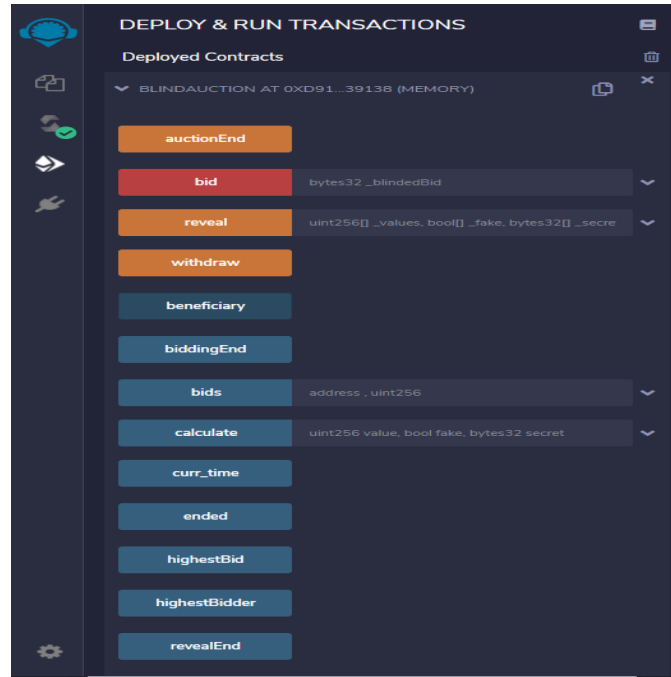 DEPLOY & RUN TRANSACTIONS
Deployed Contracts
BLINDAUCTION AT 0XD91...39138 (MEMORY)
auctionEnd
bid bytes32 _blindedBid
reveal uint256[] _values, bool[] _fake, bytes32[] _secre
withdraw
beneficiary
biddingEnd
bids address , uint256
calculate uint256 value, bool fake, bytes32 secret
curr_time
ended
highestBid
highestBidder
revealEnd